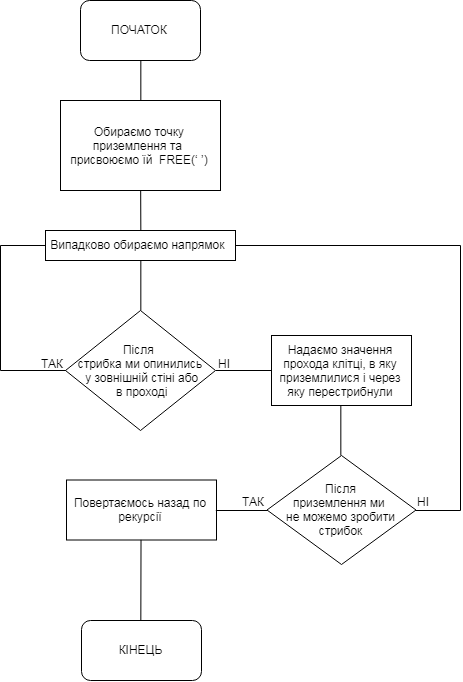 ПОЧАТОК
Обираємо точку
приземлення та
присвоюємо їй FREE(‘ ’)
Випадково обираємо напрямок
Після
стрибка ми опинились
у зовнішній стіні або
в проході
ТАК
НІ
Надаємо значення
прохода клітці, в яку
приземлилися і через
яку перестрибнули
Після
приземлення ми
не можемо зробити
стрибок
ТАК
НІ
Повертаємось назад по
рекурсії
КІНЕЦЬ